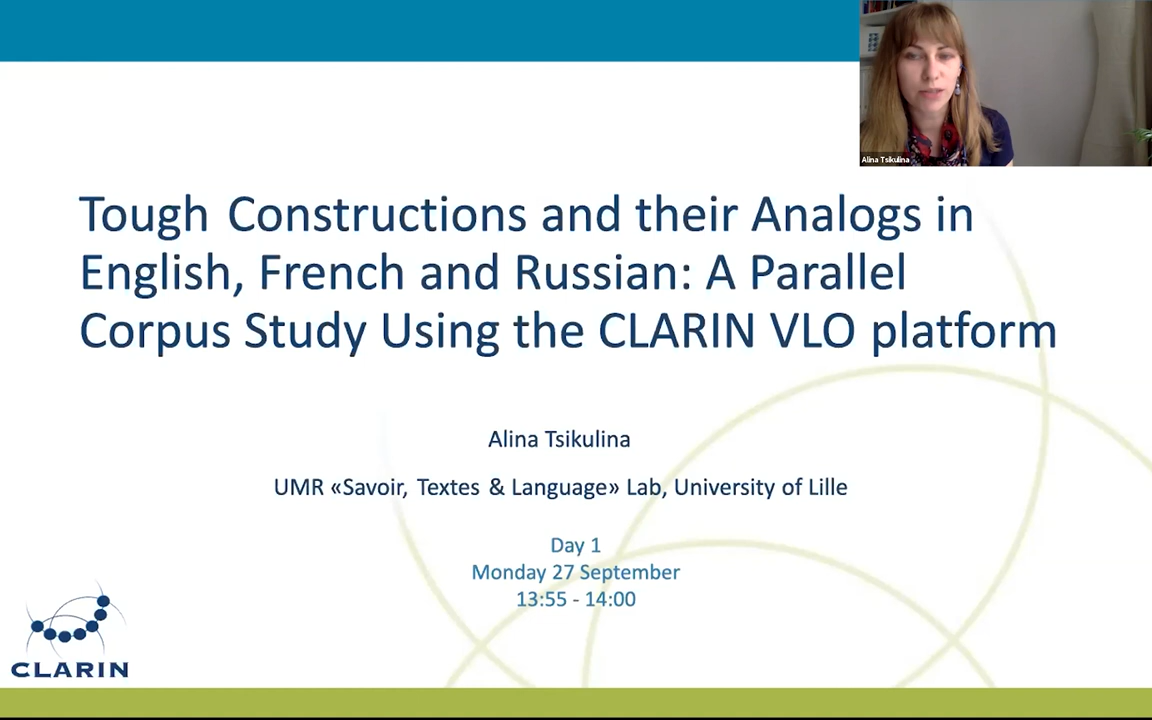 Alina Tsikulina
Tough Constructions and their Analogs in
English, French and Russian: A Parallel
Corpus Study Using the CLARIN VLO platform
Alina Tsikulina
UMR «Savoir, Textes & Language» Lab, University of Lille
Day 1
Monday 27 September
13:55 - 14:00
CLARIN